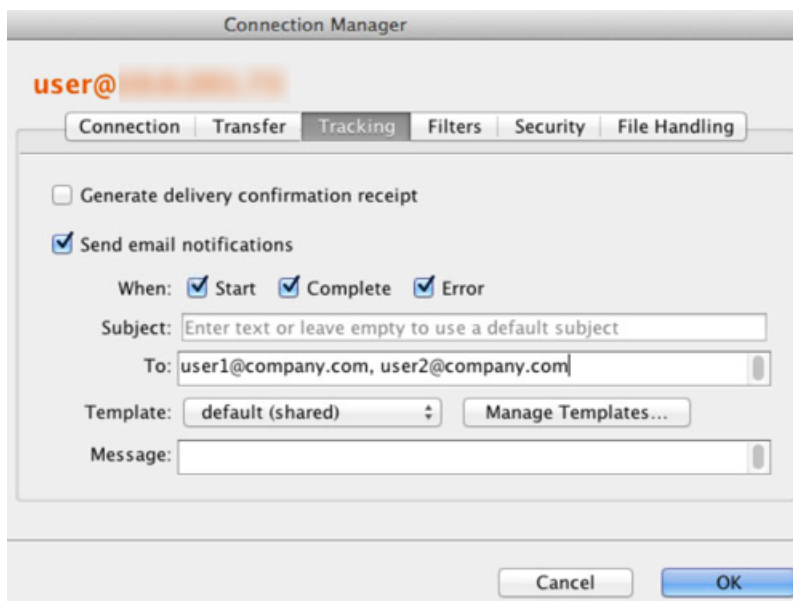 Connection Manager
user@
Connection Transfer Tracking Filters Security File Handling
Generate delivery confirmation receipt
Send email notifications
When: Start Complete Error
Subject: Enter text or leave empty to use a default subject
To: user1@company.com, user2@company.com
Template: default (shared) Manage Templates...
Message:
Cancel OK